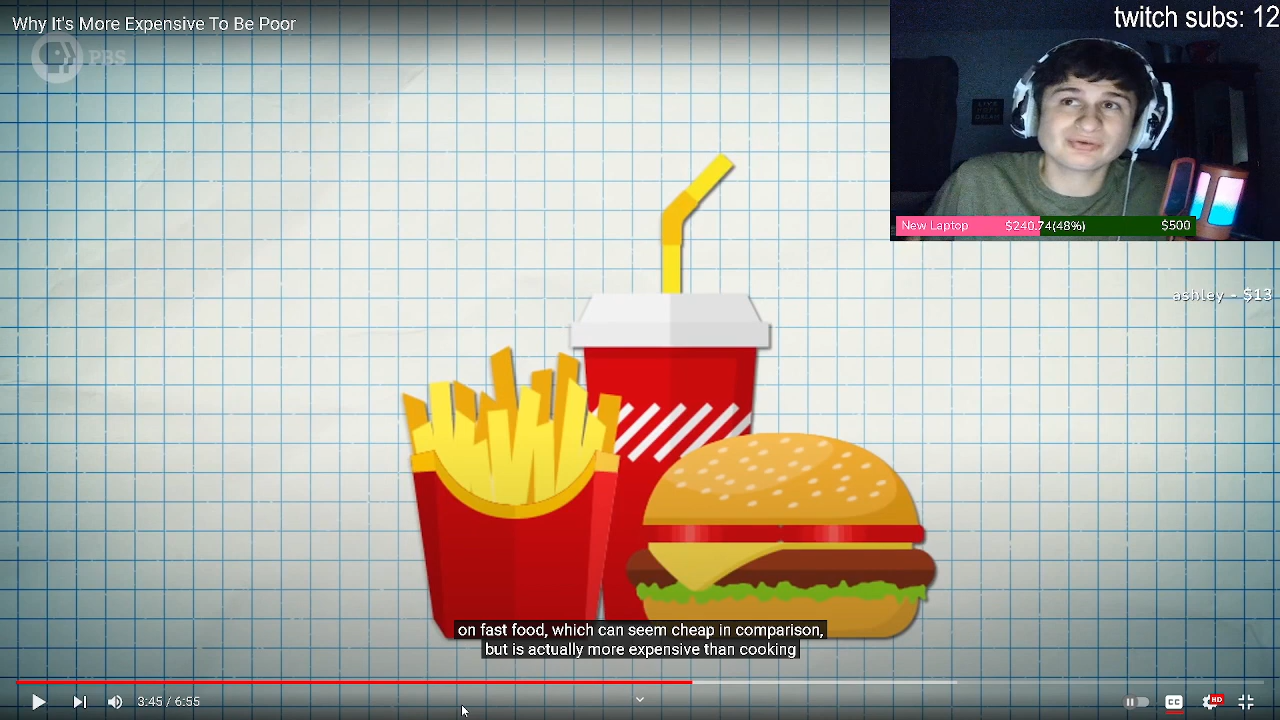 Why It's More Expensive To Be Poor
PBS
twitch subs: 12
New Laptop $240.74(48%) $500
ashley - $13
on fast food, which can seem cheap in comparison,
but is actually more expensive than cooking
3:45 / 6:55
CC
HD